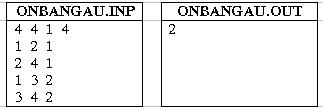 ONBANGAU.INP
4 4 1 4
1 2 1
2 4 1
1 3 2
3 4 2
ONBANGAU.OUT
2